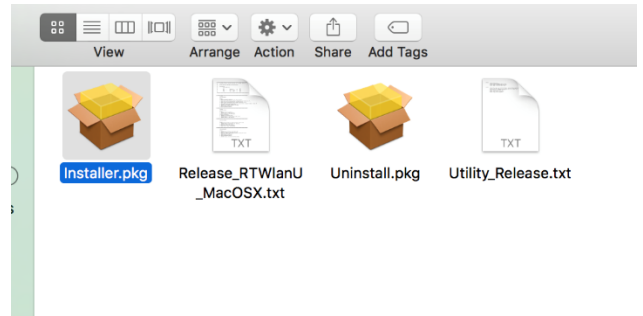 View
Arrange
Action
Share
Add Tags
TXT
TXT
Installer.pkg
Release_RTWlanU
_MacOSX.txt
Uninstall.pkg
Utility_Release.txt
s